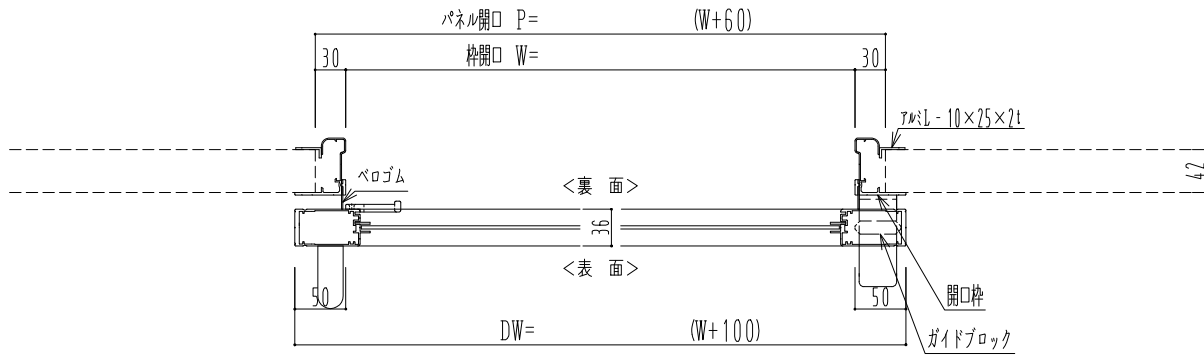 パネル開口 P= (W+60)
30 枠開口 W= 30
アルミL - 10×25×2t
42
ベロゴム
<裏 面>
36
<表 面>
50 50
開口枠
DW= (W+100)
ガイドブロック